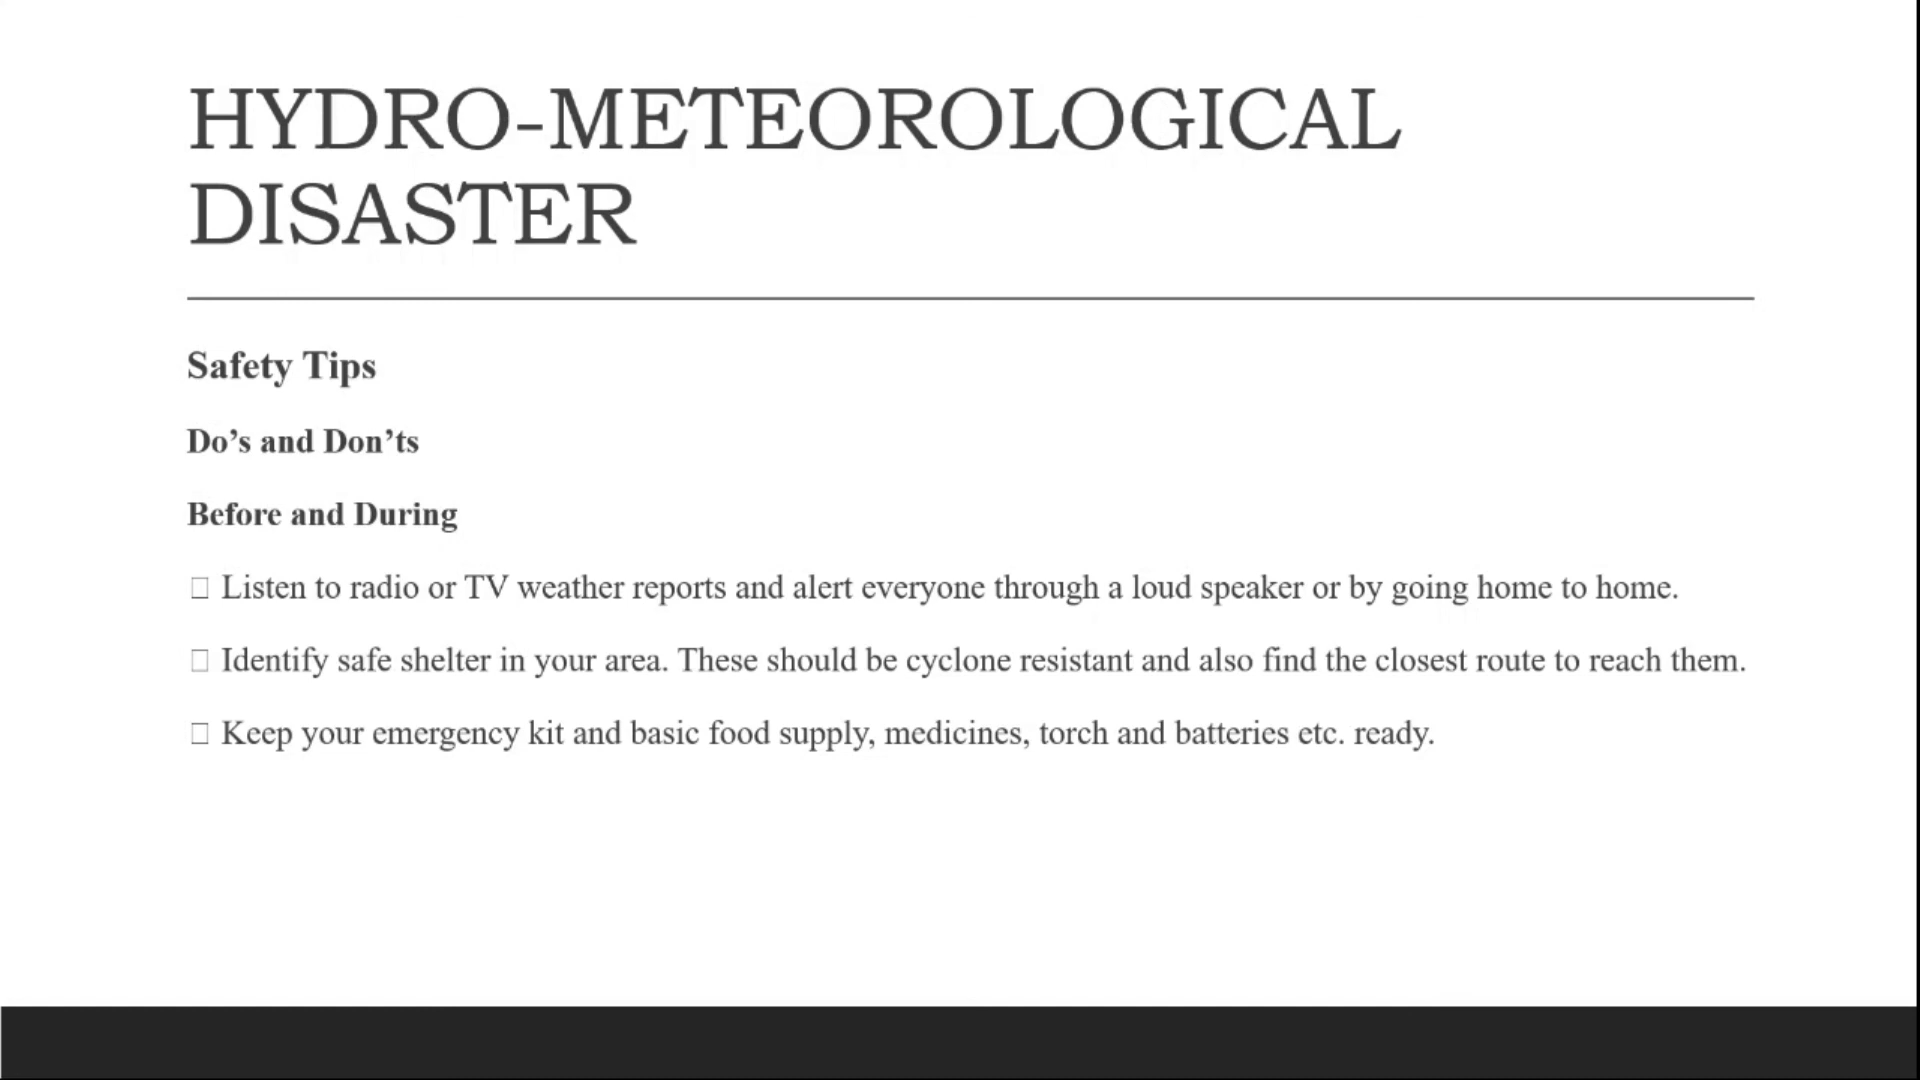 HYDRO-METEOROLOGICAL
DISASTER
Safety Tips
Do’s and Don’ts
Before and During
Listen to radio or TV weather reports and alert everyone through a loud speaker or by going home to home.
Identify safe shelter in your area. These should be cyclone resistant and also find the closest route to reach them.
Keep your emergency kit and basic food supply, medicines, torch and batteries etc. ready.